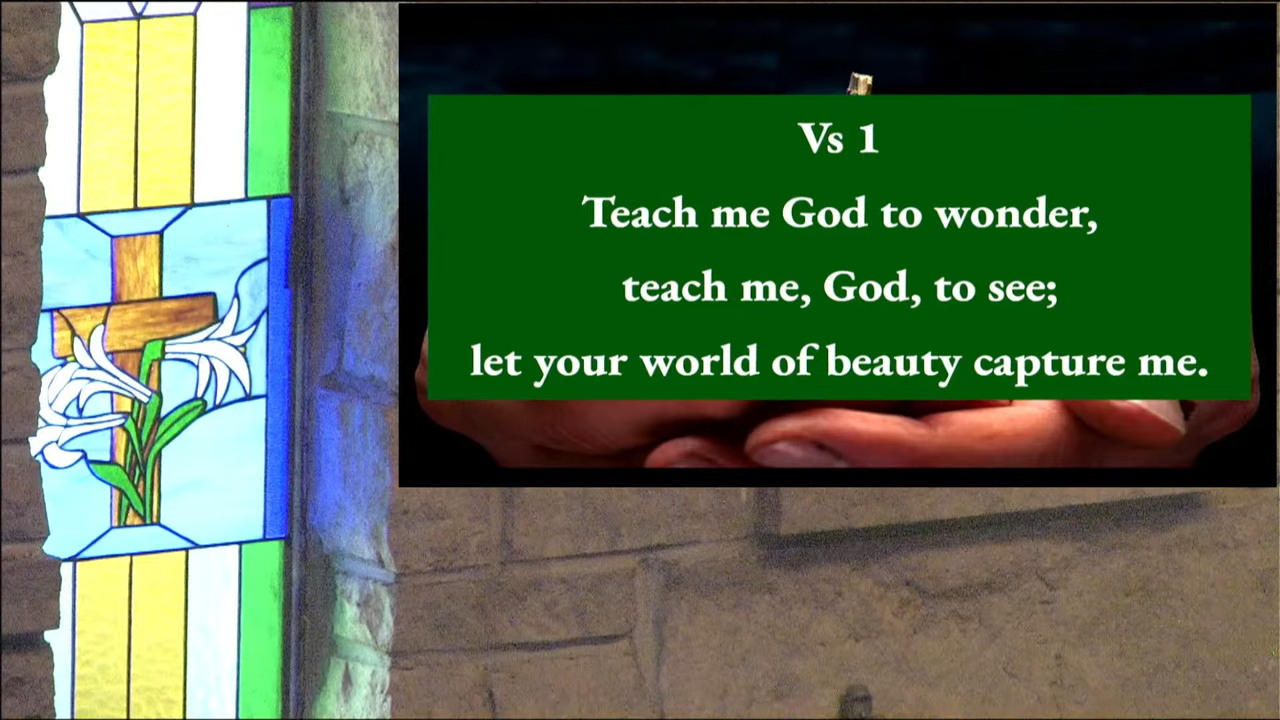 Vs 1
Teach me God to wonder,
teach me, God, to see;
let your world of beauty capture me.